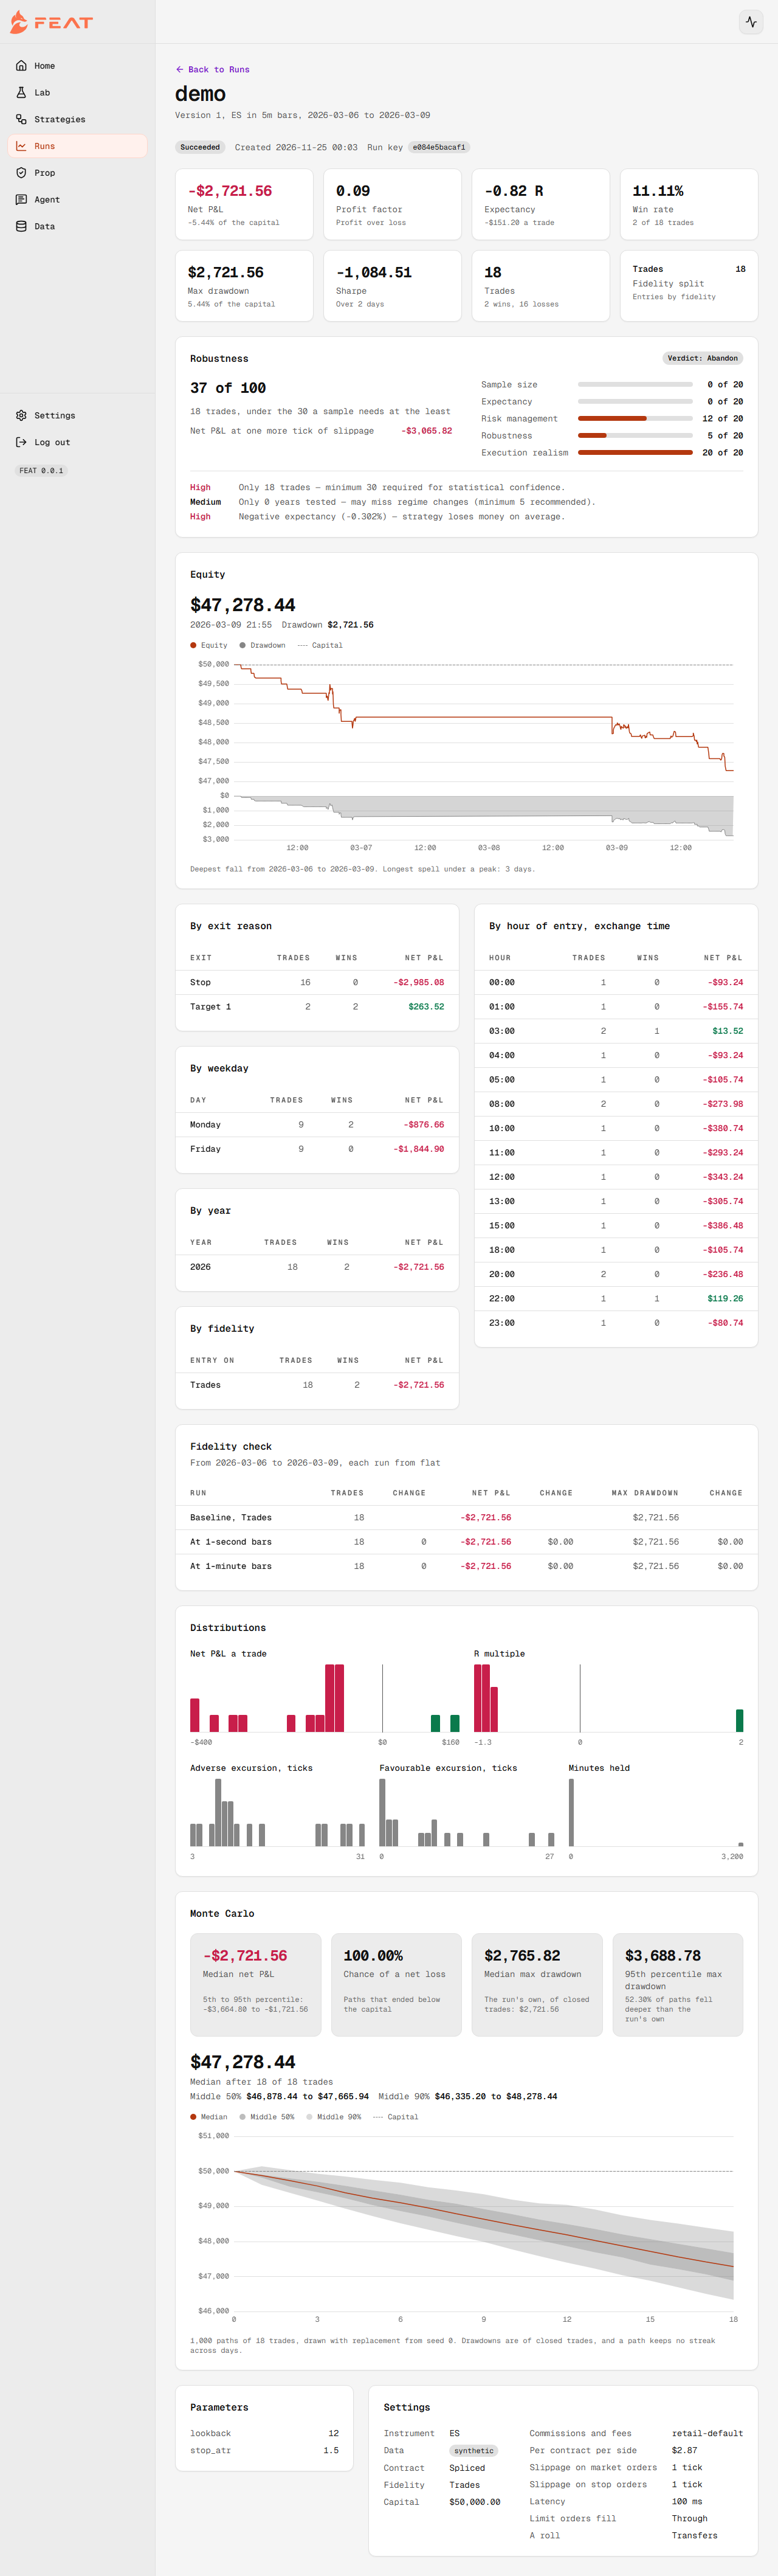 FEAT
Home
Lab
Strategies
Runs
Prop
Agent
Data
Settings
Log out
FEAT 0.0.1
← Back to Runs
demo
Version 1, ES in 5m bars, 2026-03-06 to 2026-03-09
Succeeded Created 2026-11-25 00:03 Run key e084e5bacaf1
-$2,721.56
Net P&L
-5.44% of the capital
0.09
Profit factor
Profit over loss
-0.82 R
Expectancy
-$151.20 a trade
11.11%
Win rate
2 of 18 trades
$2,721.56
Max drawdown
5.44% of the capital
-1,084.51
Sharpe
Over 2 days
18
Trades
2 wins, 16 losses
Trades 18
Fidelity split
Entries by fidelity
Robustness
Verdict: Abandon
37 of 100
18 trades, under the 30 a sample needs at the least
Net P&L at one more tick of slippage -$3,065.82
Sample size 0 of 20
Expectancy 0 of 20
Risk management 12 of 20
Robustness 5 of 20
Execution realism 20 of 20
High Only 18 trades — minimum 30 required for statistical confidence.
Medium Only 0 years tested — may miss regime changes (minimum 5 recommended).
High Negative expectancy (-0.302%) — strategy loses money on average.
Equity
$47,278.44
2026-03-09 21:55 Drawdown $2,721.56
Equity Drawdown Capital
$50,000
$49,500
$49,000
$48,500
$48,000
$47,500
$47,000
$0
$1,000
$2,000
$3,000
12:00 03-07 12:00 03-08 12:00 03-09 12:00
Deepest fall from 2026-03-06 to 2026-03-09. Longest spell under a peak: 3 days.
By exit reason
EXIT TRADES WINS NET P&L
Stop 16 0 -$2,985.08
Target 1 2 2 $263.52
By weekday
DAY TRADES WINS NET P&L
Monday 9 2 -$876.66
Friday 9 0 -$1,844.90
By year
YEAR TRADES WINS NET P&L
2026 18 2 -$2,721.56
By fidelity
ENTRY ON TRADES WINS NET P&L
Trades 18 2 -$2,721.56
By hour of entry, exchange time
HOUR TRADES WINS NET P&L
00:00 1 0 -$93.24
01:00 1 0 -$155.74
03:00 2 1 $13.52
04:00 1 0 -$93.24
05:00 1 0 -$105.74
08:00 2 0 -$273.98
10:00 1 0 -$380.74
11:00 1 0 -$293.24
12:00 1 0 -$343.24
13:00 1 0 -$305.74
15:00 1 0 -$386.48
18:00 1 0 -$105.74
20:00 2 0 -$236.48
22:00 1 1 $119.26
23:00 1 0 -$80.74
Fidelity check
From 2026-03-06 to 2026-03-09, each run from flat
RUN TRADES CHANGE NET P&L CHANGE MAX DRAWDOWN CHANGE
Baseline, Trades 18 -$2,721.56 $2,721.56
At 1-second bars 18 0 -$2,721.56 $0.00 $2,721.56 $0.00
At 1-minute bars 18 0 -$2,721.56 $0.00 $2,721.56 $0.00
Distributions
Net P&L a trade
-$400 $0 $160
R multiple
-1.3 0 2
Adverse excursion, ticks
3 31
Favourable excursion, ticks
0 27
Minutes held
0 3,200
Monte Carlo
-$2,721.56
Median net P&L
5th to 95th percentile:
-$3,664.80 to -$1,721.56
100.00%
Chance of a net loss
Paths that ended below
the capital
$2,765.82
Median max drawdown
The run's own, of closed
trades: $2,721.56
$3,688.78
95th percentile max
drawdown
52.30% of paths fell
deeper than the
run's own
$47,278.44
Median after 18 of 18 trades
Middle 50% $46,878.44 to $47,665.94 Middle 90% $46,335.20 to $48,278.44
Median Middle 50% Middle 90% Capital
$51,000
$50,000
$49,000
$48,000
$47,000
$46,000
0 3 6 9 12 15 18
1,000 paths of 18 trades, drawn with replacement from seed 0. Drawdowns are of closed trades, and a path keeps no streak
across days.
Parameters
lookback 12
stop_atr 1.5
Settings
Instrument ES
Data synthetic
Contract Spliced
Fidelity Trades
Capital $50,000.00
Commissions and fees retail-default
Per contract per side $2.87
Slippage on market orders 1 tick
Slippage on stop orders 1 tick
Latency 100 ms
Limit orders fill Through
A roll Transfers